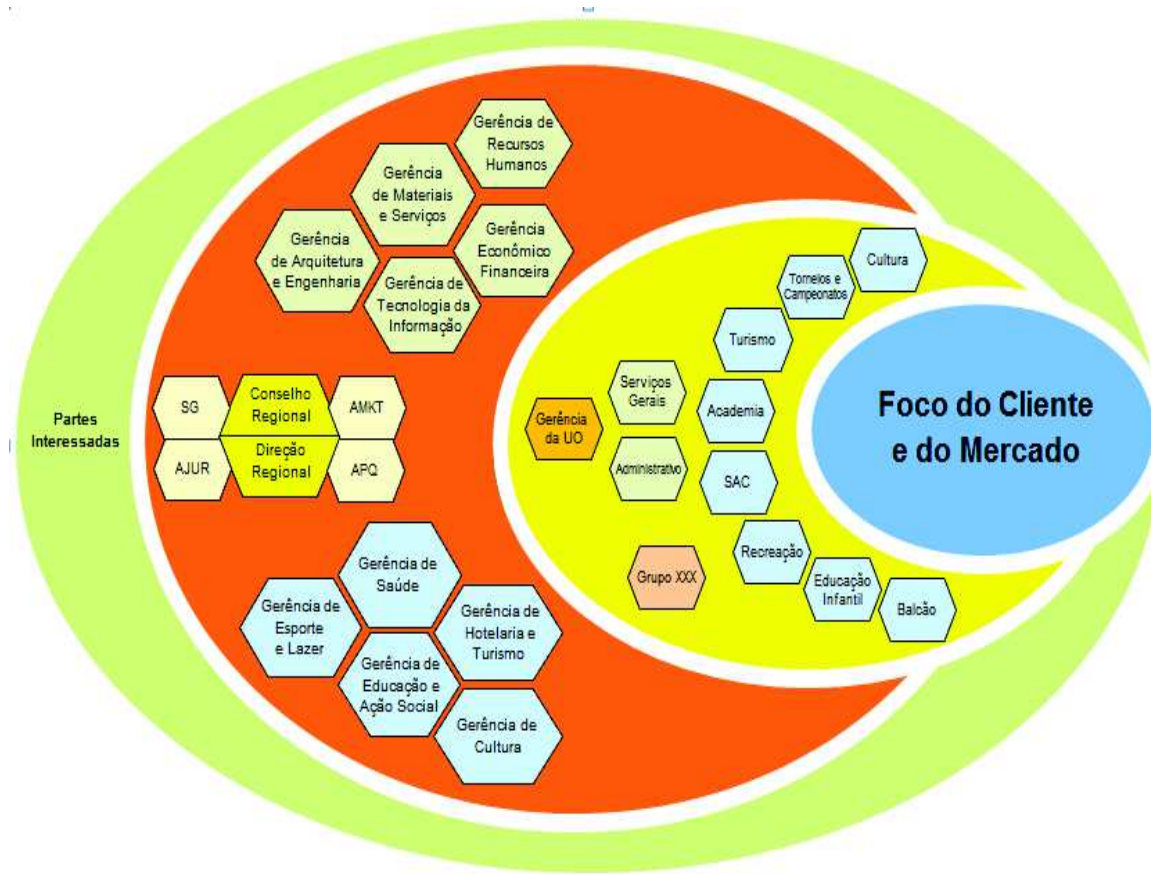 Gerência de
Recursos
Humanos
Gerência
de Materiais
e Serviços
Gerência
Econômico
Financeira
Gerência
de Arquitetura
e Engenharia
Gerência de
Tecnologia da
Informação
Cultura
Torneios e
Campeonatos
Turismo
Serviços
Gerais
Academia
Gerência
da UO
Administrativo
SAC
Foco do Cliente
e do Mercado
Partes
Interessadas
SG
Conselho
Regional
AMKT
AJUR
Direção
Regional
APQ
Recreação
Grupo XXX
Educação
Infantil
Balcão
Gerência de
Saúde
Gerência de
Esporte
e Lazer
Gerência de
Hotelaria e
Turismo
Gerência de
Educação e
Ação Social
Gerência de
Cultura